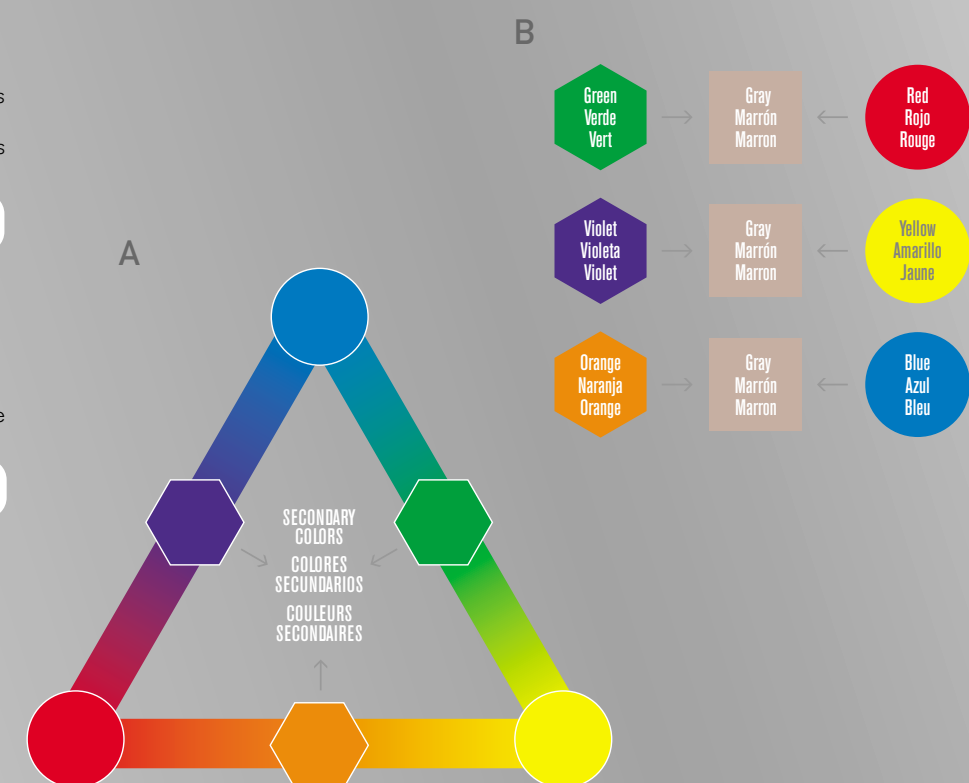 B
Green
Verde
Vert
Gray
Marrón
Marron
Red
Rojo
Rouge
Violet
Violeta
Violet
Gray
Marrón
Marron
Yellow
Amarillo
Jaune
Orange
Naranja
Orange
Gray
Marrón
Marron
Blue
Azul
Bleu
A
SECONDARY
COLORS
COLORES
SECUNDARIOS
COULEURS
SECONDAIRES